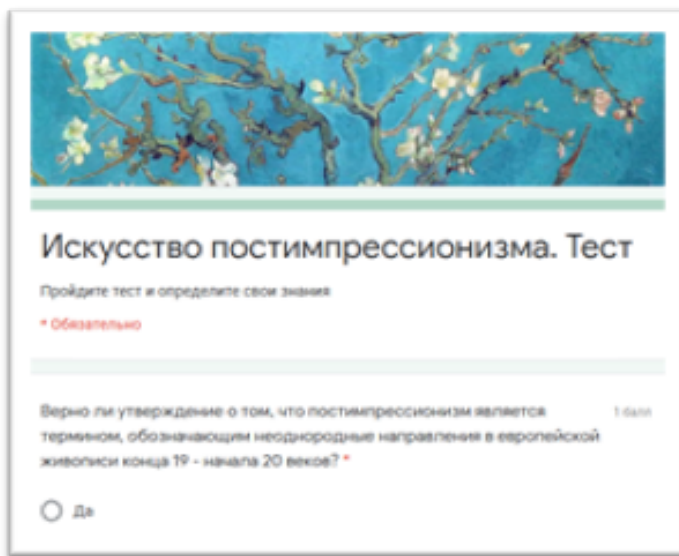 Искусство постимпрессионизма. Тест
Пройдите тест и определите свои знания
* Обязательно
Верно ли утверждение о том, что постимпрессионизм является
1 балл
термином, обозначающим неоднородные направления в европейской
живописи конца 19 - начала 20 веков? *
Да